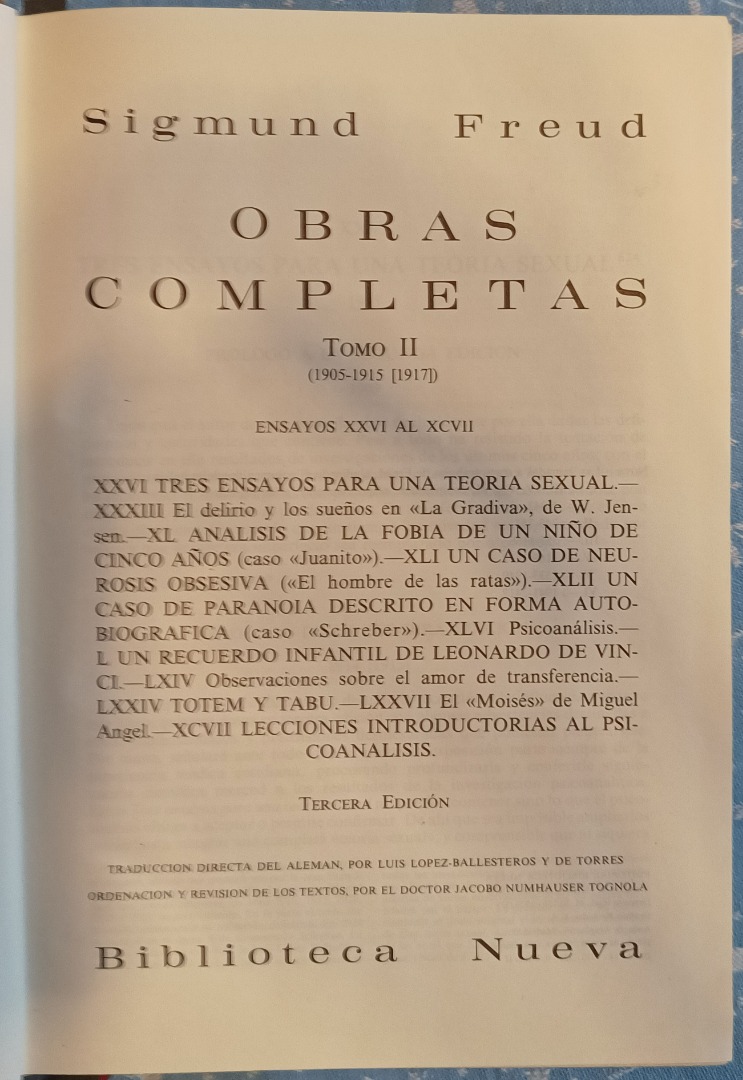 Sigmund Freud
OBRAS
COMPLETAS
TOMO II
(1905-1915 [1917])
ENSAYOS XXVI AL XCVII
XXVI TRES ENSAYOS PARA UNA TEORIA SEXUAL.—
XXXIII El delirio y los sueños en «La Gradiva», de W. Jen-
sen.—XL ANALISIS DE LA FOBIA DE UN NIÑO DE
CINCO AÑOS (caso «Juanito»).—XLI UN CASO DE NEU-
ROSIS OBSESIVA («El hombre de las ratas»).—XLII UN
CASO DE PARANOIA DESCRITO EN FORMA AUTO-
BIOGRAFICA (caso «Schreber»).—XLVI Psicoanálisis.—
L UN RECUERDO INFANTIL DE LEONARDO DE VIN-
CI.—LXIV Observaciones sobre el amor de transferencia.—
LXXIV TOTEM Y TABU.—LXXVII El «Moisés» de Miguel
Angel.—XCVII LECCIONES INTRODUCTORIAS AL PSI-
COANALISIS.
TERCERA EDICIÓN
TRADUCCION DIRECTA DEL ALEMAN, POR LUIS LOPEZ-BALLESTEROS Y DE TORRES
ORDENACION Y REVISION DE LOS TEXTOS, POR EL DOCTOR JACOBO NUMHAUSER TOGNOLA
Biblioteca Nueva